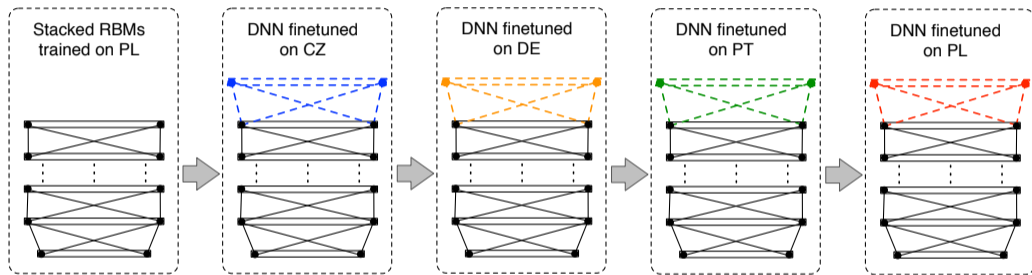 Stacked RBMs
trained on PL
DNN finetuned
on CZ
DNN finetuned
on DE
DNN finetuned
on PT
DNN finetuned
on PL